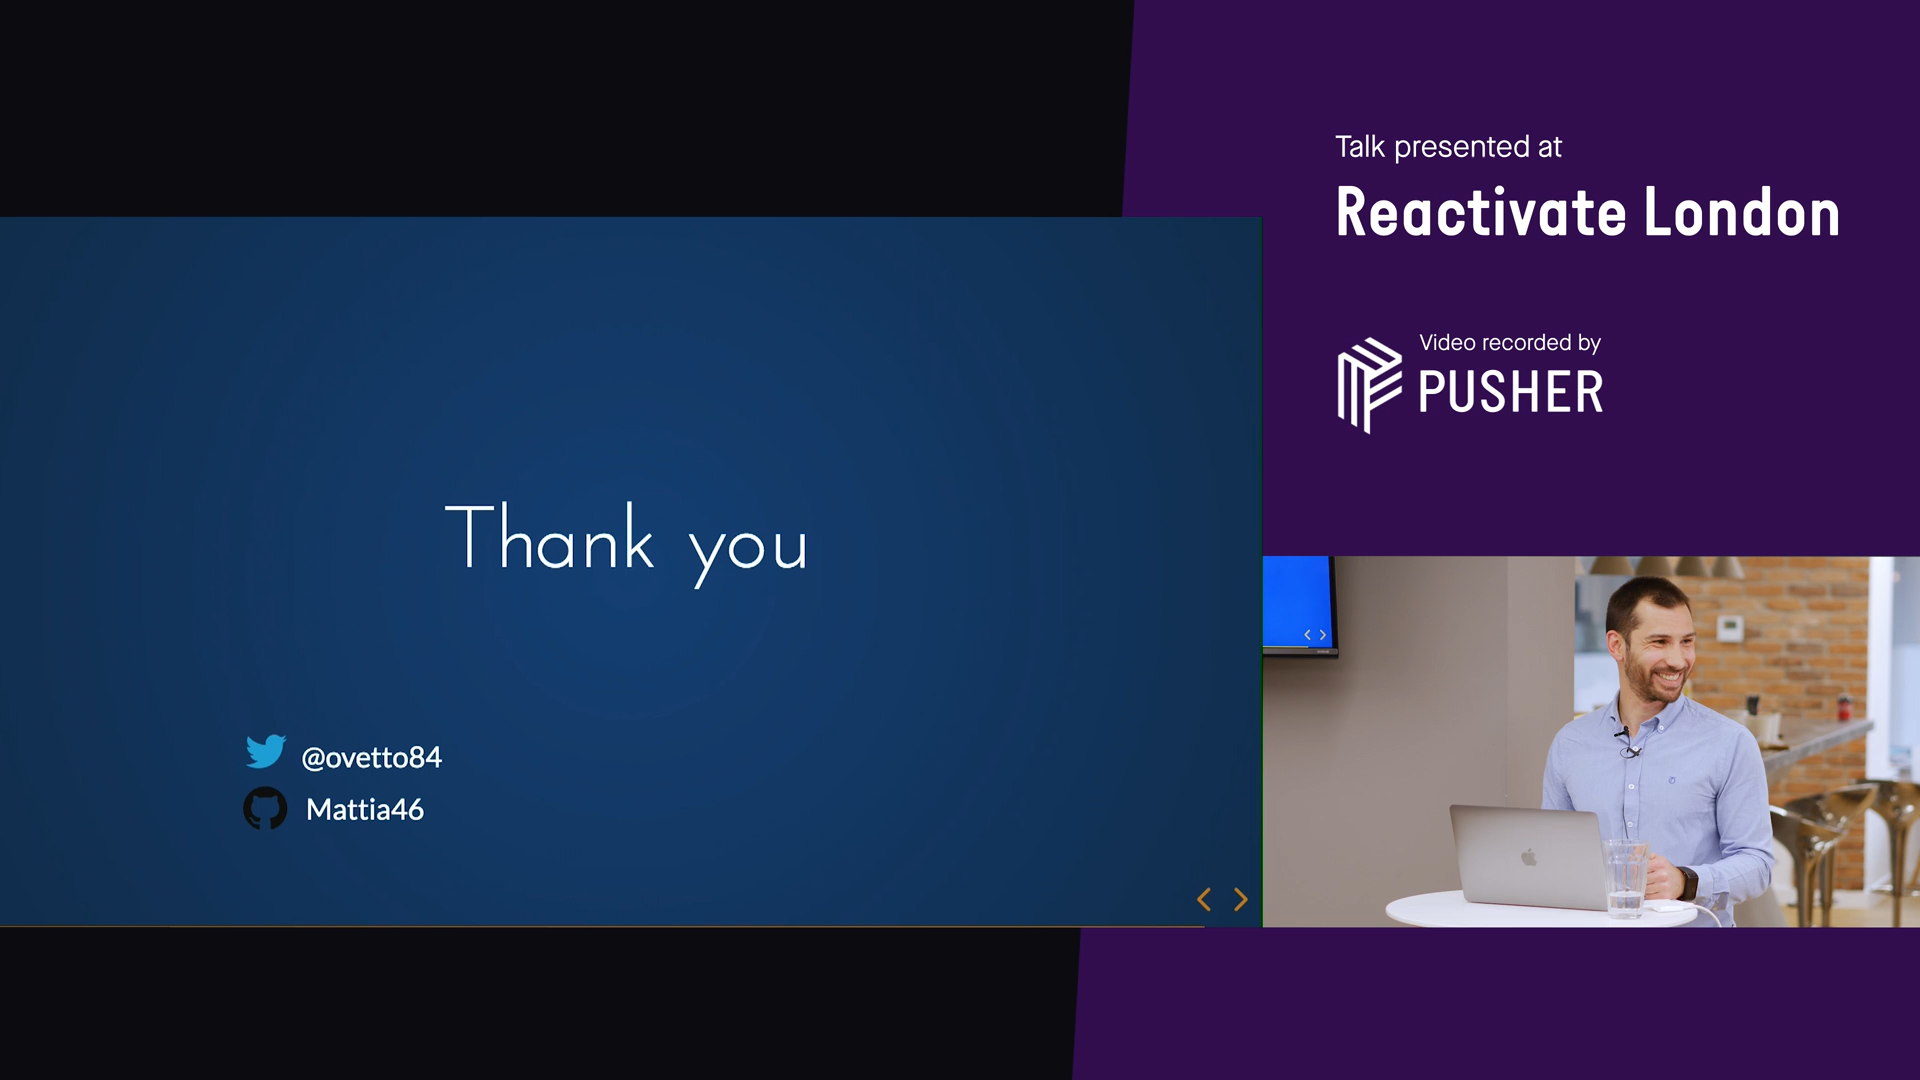 Talk presented at
Reactivate London
Video recorded by
PUSHER
Thank you
@ovetto84
Mattia46